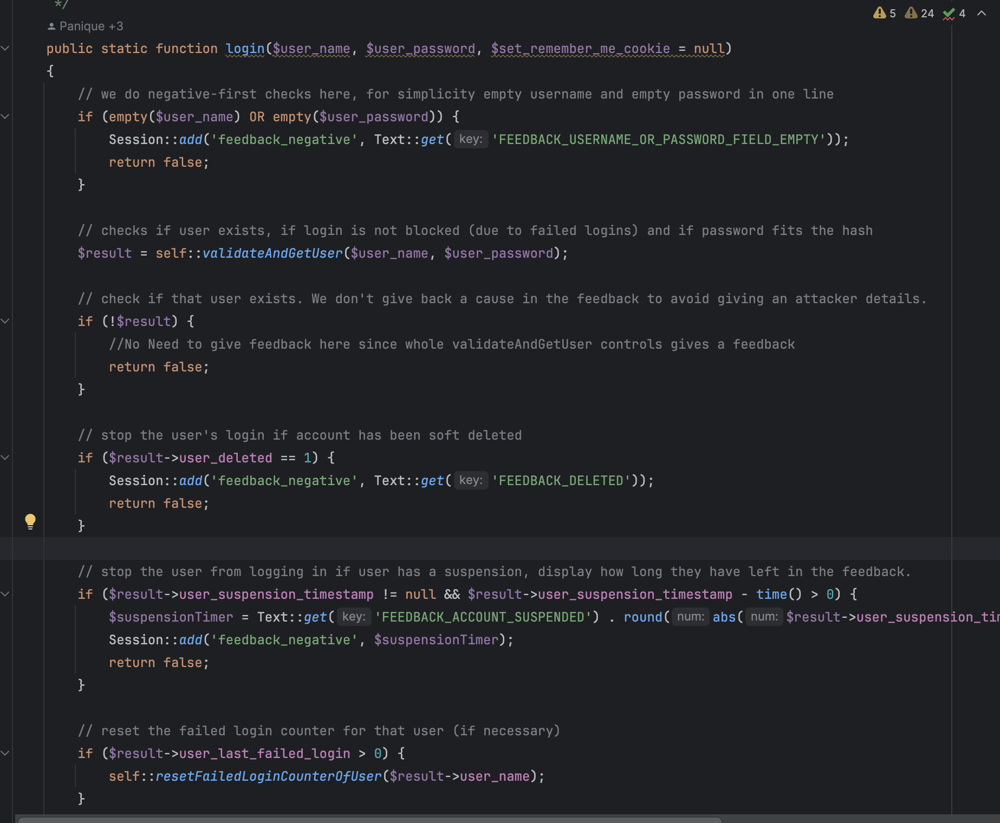 */
Panique +3
5 24 4
public static function login($user_name, $user_password, $set_remember_me_cookie = null)
{
// we do negative-first checks here, for simplicity empty username and empty password in one line
if (empty($user_name) OR empty($user_password)) {
Session::add('feedback_negative', Text::get( key: 'FEEDBACK_USERNAME_OR_PASSWORD_FIELD_EMPTY'));
return false;
}
// checks if user exists, if login is not blocked (due to failed logins) and if password fits the hash
$result = self::validateAndGetUser($user_name, $user_password);
// check if that user exists. We don't give back a cause in the feedback to avoid giving an attacker details.
if (!$result) {
//No Need to give feedback here since whole validateAndGetUser controls gives a feedback
return false;
}
// stop the user's login if account has been soft deleted
if ($result->user_deleted == 1) {
Session::add('feedback_negative', Text::get( key: 'FEEDBACK_DELETED'));
return false;
}
// stop the user from logging in if user has a suspension, display how long they have left in the feedback.
if ($result->user_suspension_timestamp != null && $result->user_suspension_timestamp - time() > 0) {
$suspensionTimer = Text::get( key: 'FEEDBACK_ACCOUNT_SUSPENDED') . round( num: abs( num: $result->user_suspension_ti
Session::add('feedback_negative', $suspensionTimer);
return false;
}
// reset the failed login counter for that user (if necessary)
if ($result->user_last_failed_login > 0) {
self::resetFailedLoginCounterOfUser($result->user_name);
}